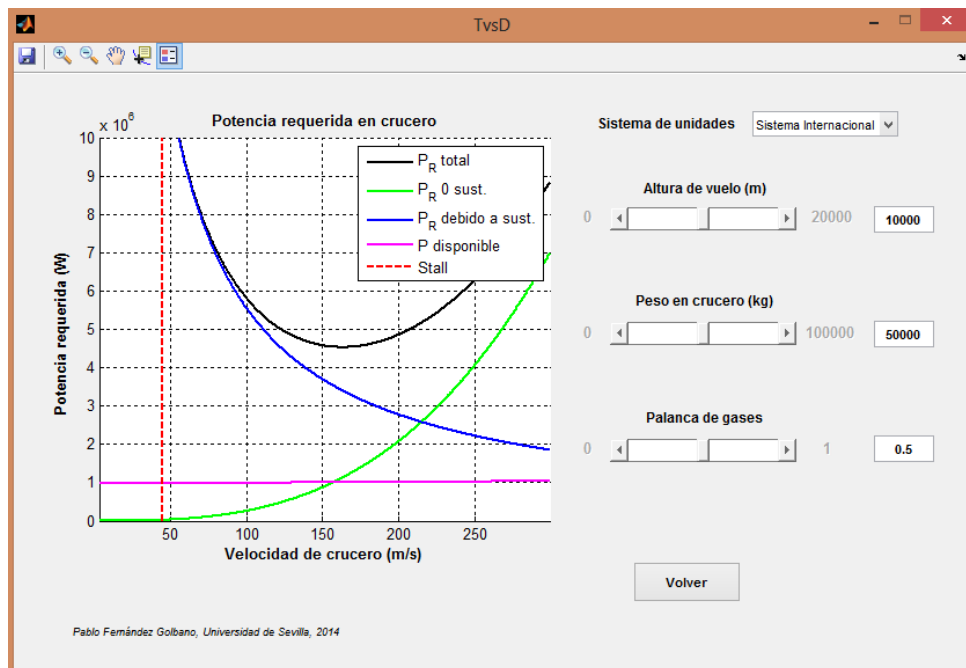 TvsD
Potencia requerida en crucero
x 10^6
10
9
8
7
6
5
4
3
2
1
0
Potencia requerida (W)
50
100
150
200
250
Velocidad de crucero (m/s)
P_R total
P_R 0 sust.
P_R debido a sust.
P disponible
Stall
Sistema de unidades Sistema Internacional
Altura de vuelo (m)
0 20000 10000
Peso en crucero (kg)
0 100000 50000
Palanca de gases
0 1 0.5
Volver
Pablo Fernández Golbano, Universidad de Sevilla, 2014